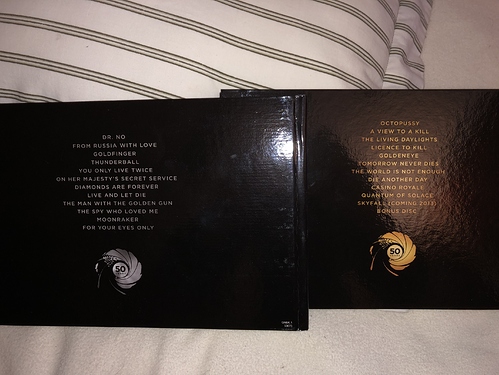 DR. NO
FROM RUSSIA WITH LOVE
GOLDFINGER
THUNDERBALL
YOU ONLY LIVE TWICE
ON HER MAJESTY'S SECRET SERVICE
DIAMONDS ARE FOREVER
LIVE AND LET DIE
THE MAN WITH THE GOLDEN GUN
THE SPY WHO LOVED ME
MOONRAKER
FOR YOUR EYES ONLY
50
OCTOPUSSY
A VIEW TO A KILL
THE LIVING DAYLIGHTS
LICENCE TO KILL
GOLDENEYE
TOMORROW NEVER DIES
THE WORLD IS NOT ENOUGH
DIE ANOTHER DAY
CASINO ROYALE
QUANTUM OF SOLACE
SKYFALL (COMING 2013)
BONUS DISC
50